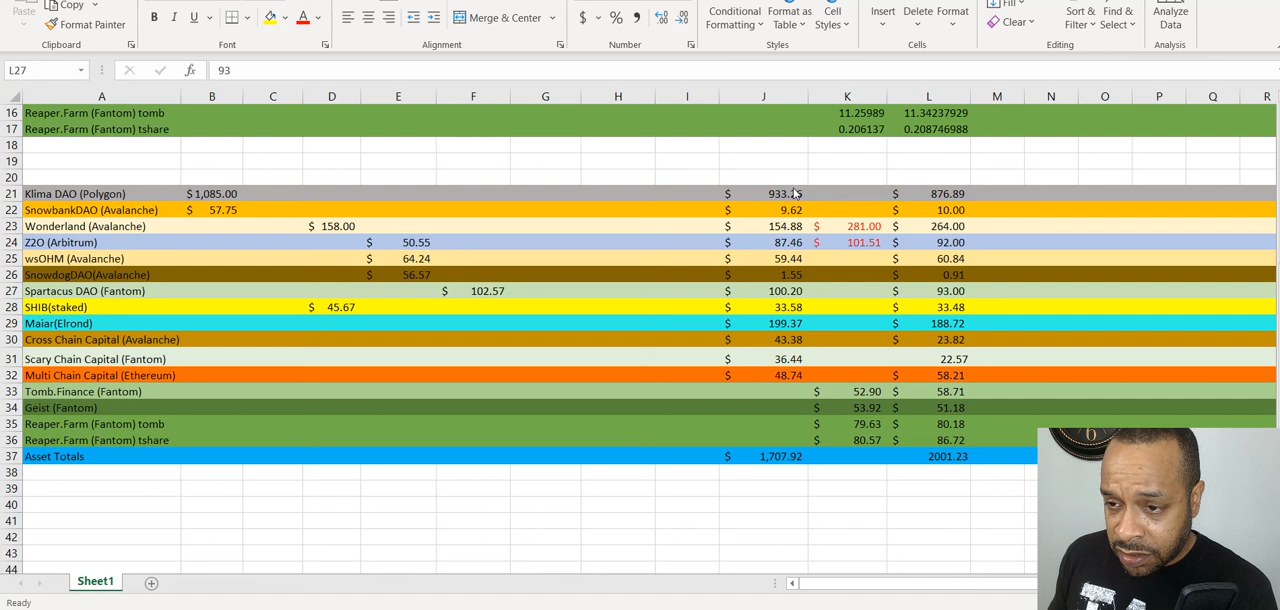 Paste
Copy
Format Painter
Clipboard
B I U
Font
Alignment
Merge & Center
$ % ,
Number
Conditional Formatting
Format as Table
Cell Styles
Styles
Insert Delete Format
Cells
Fill
Clear
Sort & Filter
Find & Select
Editing
Analyze Data
Analysis
L27 fx 93
A B C D E F G H I J K L M N O P Q R
16 Reaper.Farm (Fantom) tomb 11.25989 11.34237929
17 Reaper.Farm (Fantom) tshare 0.206137 0.208746988
18
19
20
21 Klima DAO (Polygon) $ 1,085.00 $ $ 876.89
22 SnowbankDAO (Avalanche) $ 57.75 $ 9.62 $ 10.00
23 Wonderland (Avalanche) $ 158.00 $ 154.88 $ 281.00 $ 264.00
24 Z2O (Arbitrum) $ 50.55 $ 87.46 $ 101.51 $ 92.00
25 wsOHM (Avalanche) $ 64.24 $ 59.44 $ 60.84
26 SnowdogDAO(Avalanche) $ 56.57 $ 1.55 $ 0.91
27 Spartacus DAO (Fantom) $ 102.57 $ 100.20 $ 93.00
28 SHIB(staked) $ 45.67 $ 33.58 $ 33.48
29 Maiar(Elrond) $ 199.37 $ 188.72
30 Cross Chain Capital (Avalanche) $ 43.38 $ 23.82
31 Scary Chain Capital (Fantom) $ 36.44 22.57
32 Multi Chain Capital (Ethereum) $ 48.74 $ 58.21
33 Tomb.Finance (Fantom) $ 52.90 $ 58.71
34 Geist (Fantom) $ 53.92 $ 51.18
35 Reaper.Farm (Fantom) tomb $ 79.63 $ 80.18
36 Reaper.Farm (Fantom) tshare $ 80.57 $ 86.72
37 Asset Totals $ 1,707.92 2001.23
38
39
40
41
42
43
44
Sheet1
Ready
6